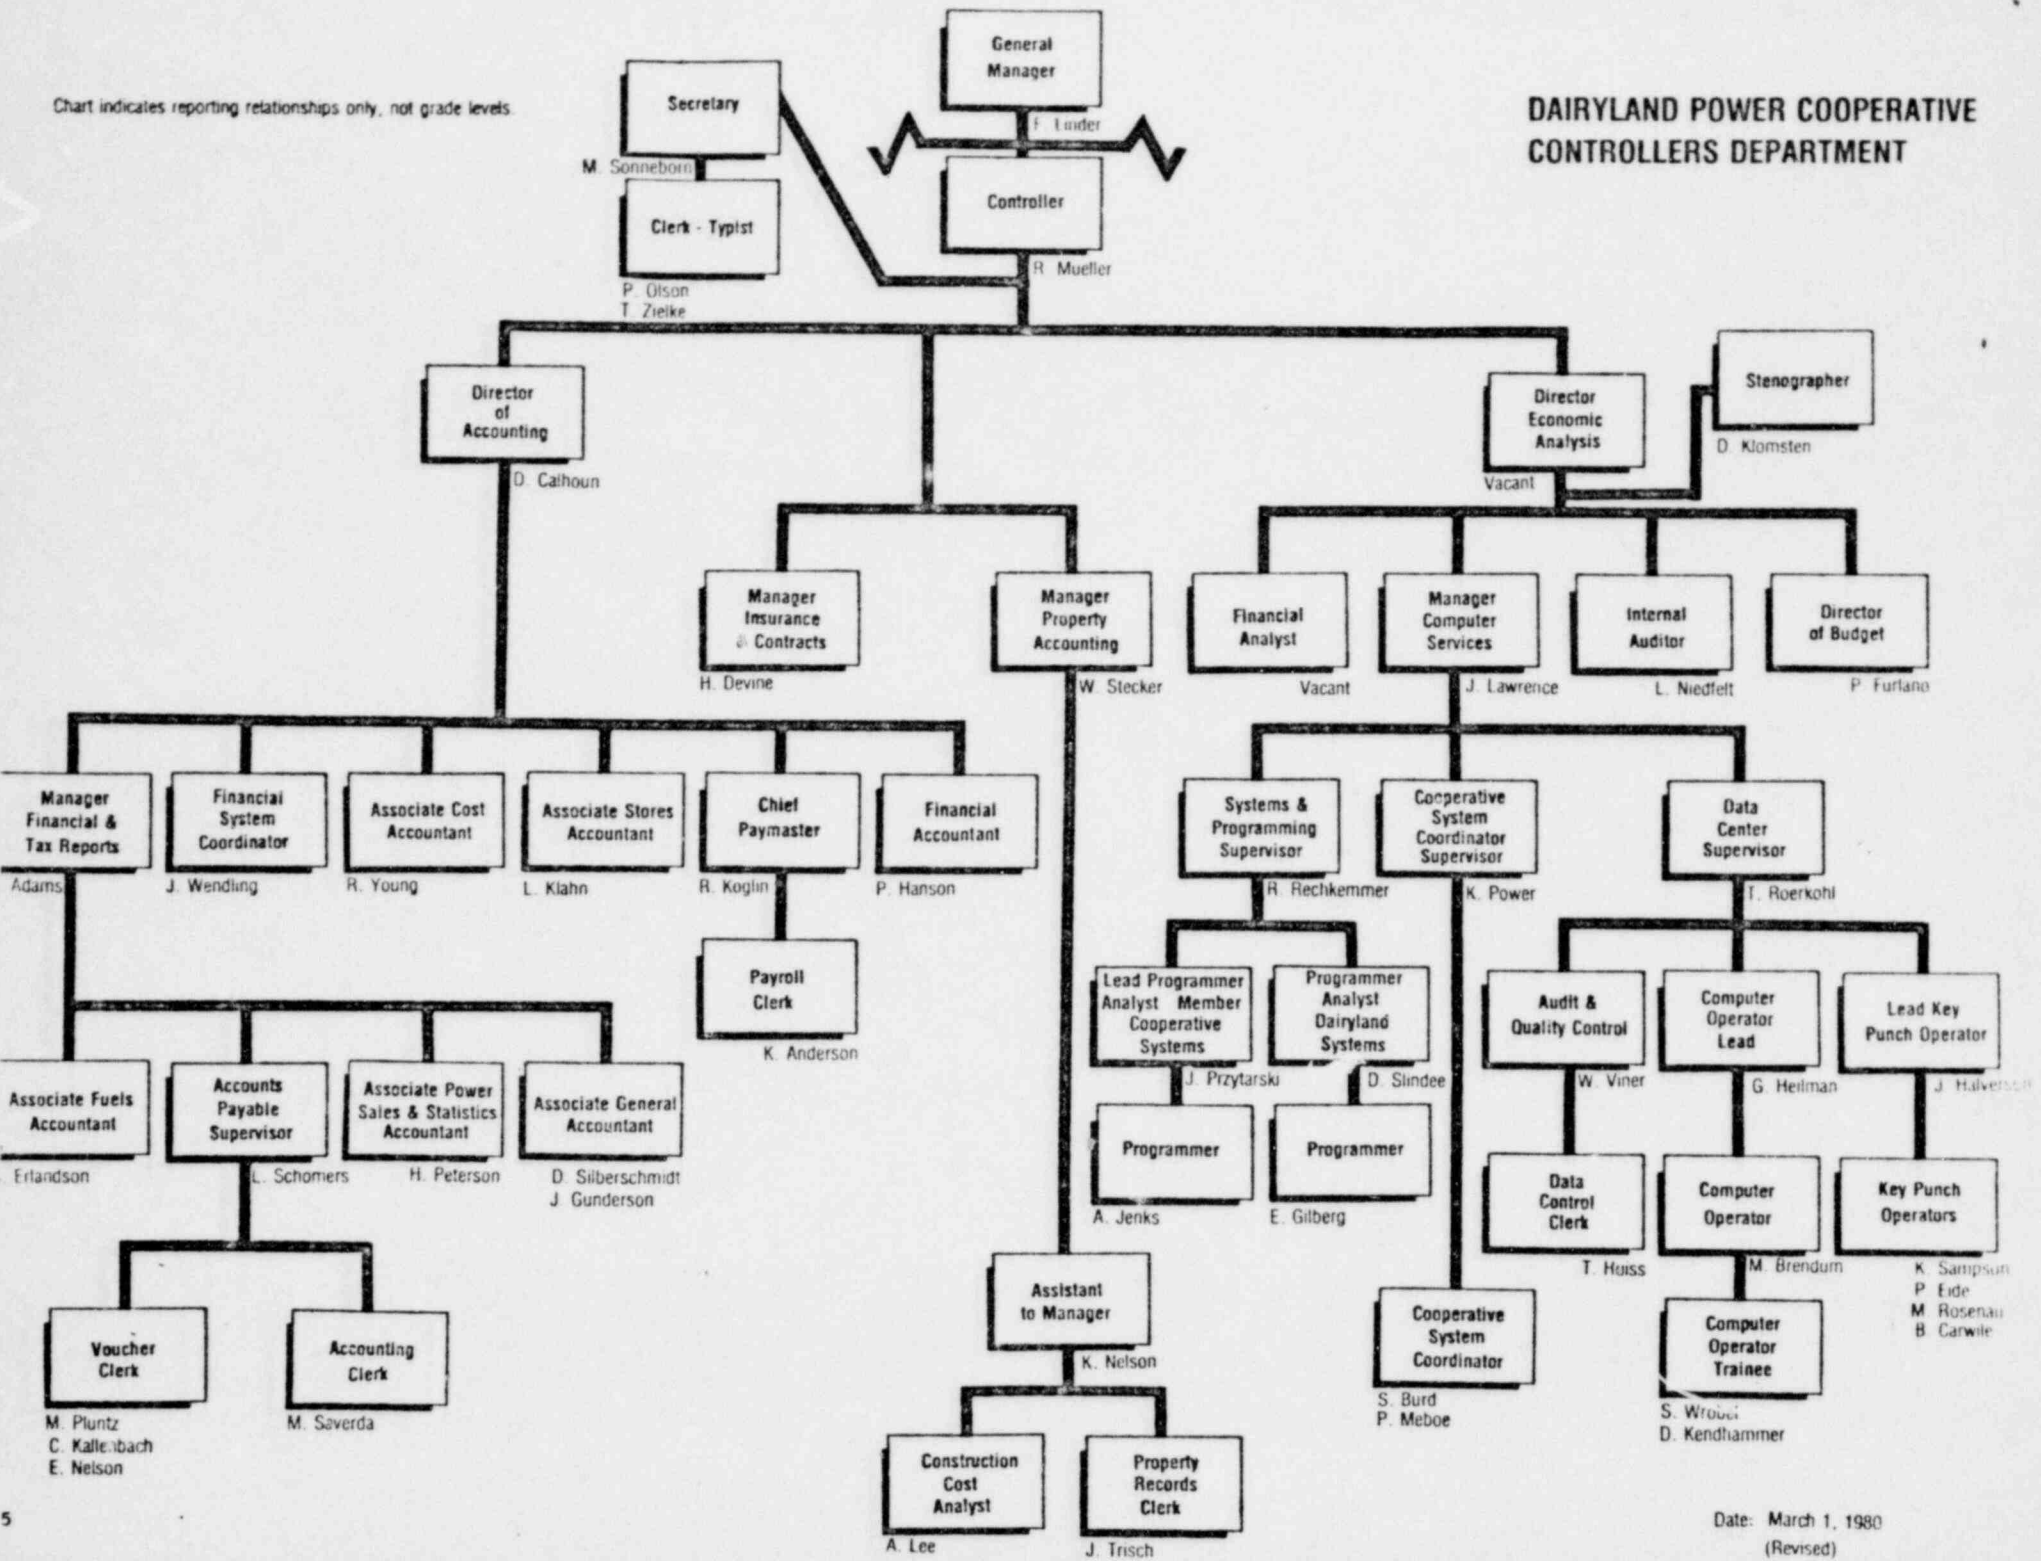 Chart indicates reporting relationships only, not grade levels.
DAIRYLAND POWER COOPERATIVE
CONTROLLERS DEPARTMENT
General
Manager
F. Linder
Secretary
M. Sonneborn
Clerk - Typist
P. Olson
T. Zielke
Controller
R. Mueller
Director
of
Accounting
D. Calhoun
Director
Economic
Analysis
Vacant
Stenographer
D. Klomsten
Manager
Insurance
& Contracts
H. Devine
Manager
Property
Accounting
W. Stecker
Financial
Analyst
Vacant
Manager
Computer
Services
J. Lawrence
Internal
Auditor
L. Niedfelt
Director
of Budget
P. Furlano
Manager
Financial &
Tax Reports
Adams
Financial
System
Coordinator
J. Wendling
Associate Cost
Accountant
R. Young
Associate Stores
Accountant
L. Klahn
Chief
Paymaster
R. Koglin
Financial
Accountant
P. Hanson
Systems &
Programming
Supervisor
R. Rechkemmer
Cooperative
System
Coordinator
Supervisor
K. Power
Data
Center
Supervisor
T. Roerkohl
Payroll
Clerk
K. Anderson
Lead Programmer
Analyst Member
Cooperative
Systems
J. Przytarski
Programmer
Analyst
Dairyland
Systems
D. Slindee
Audit &
Quality Control
W. Viner
Computer
Operator
Lead
G. Heilman
Lead Key
Punch Operator
J. Halverson
Associate Fuels
Accountant
Erlandson
Accounts
Payable
Supervisor
L. Schomers
Associate Power
Sales & Statistics
Accountant
H. Peterson
Associate General
Accountant
D. Silberschmidt
J. Gunderson
Programmer
A. Jenks
Programmer
E. Gilberg
Data
Control
Clerk
T. Huiss
Computer
Operator
M. Brendum
Key Punch
Operators
K. Sampson
P. Eide
M. Rosenau
B. Carwile
Voucher
Clerk
M. Pluntz
C. Kallenbach
E. Nelson
Accounting
Clerk
M. Saverda
Assistant
to Manager
K. Nelson
Cooperative
System
Coordinator
S. Burd
P. Meboe
Computer
Operator
Trainee
S. Wrobel
D. Kendhammer
Construction
Cost
Analyst
A. Lee
Property
Records
Clerk
J. Trisch
5
Date: March 1, 1980
(Revised)